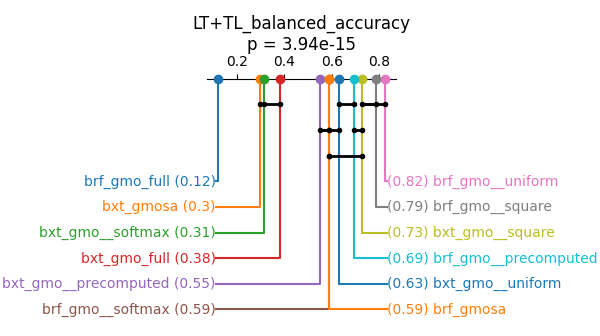 LT+TL_balanced_accuracy
p = 3.94e-15
0.2 0.4 0.6 0.8
brf_gmo_full (0.12) (0.82) brf_gmo__uniform
bxt_gmosa (0.3) (0.79) brf_gmo__square
bxt_gmo__softmax (0.31) (0.73) bxt_gmo__square
bxt_gmo_full (0.38) (0.69) brf_gmo__precomputed
bxt_gmo__precomputed (0.55) (0.63) bxt_gmo__uniform
brf_gmo__softmax (0.59) (0.59) brf_gmosa